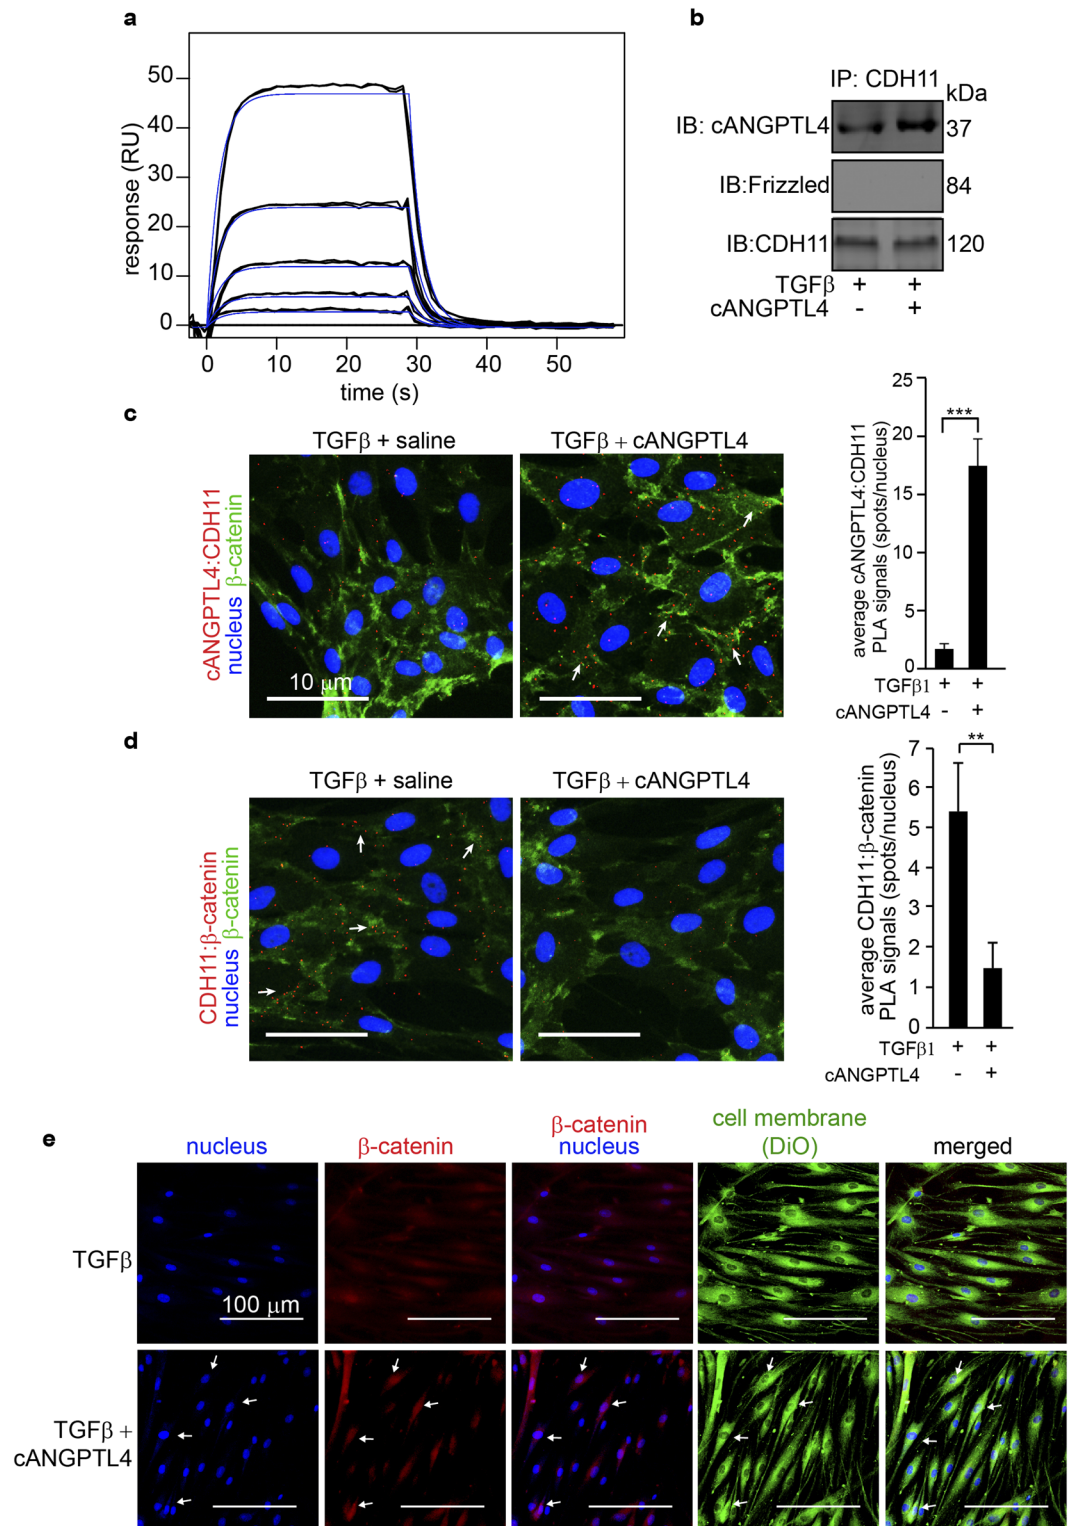 a
response (RU)
50
40
30
20
10
0
0 10 20 30 40 50
time (s)
b
IP: CDH11
kDa
IB: cANGPTL4 37
IB:Frizzled 84
IB:CDH11 120
TGFβ + +
cANGPTL4 - +
c
TGFβ + saline
TGFβ + cANGPTL4
cANGPTL4:CDH11
nucleus β-catenin
10 μm
average cANGPTL4:CDH11
PLA signals (spots/nucleus)
25
20
15
10
5
0
***
TGFβ1 + +
cANGPTL4 - +
d
TGFβ + saline
TGFβ + cANGPTL4
CDH11:β-catenin
nucleus β-catenin
average CDH11:β-catenin
PLA signals (spots/nucleus)
7
6
5
4
3
2
1
0
**
TGFβ1 + +
cANGPTL4 - +
e
nucleus
β-catenin
β-catenin
nucleus
cell membrane
(DiO)
merged
TGFβ
100 μm
TGFβ +
cANGPTL4